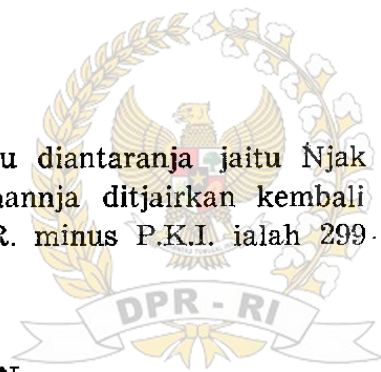 u diantaranja jaitu Njak
annja ditjairkan kembali
R. minus P.K.I. ialah 299
DPR - RI
N